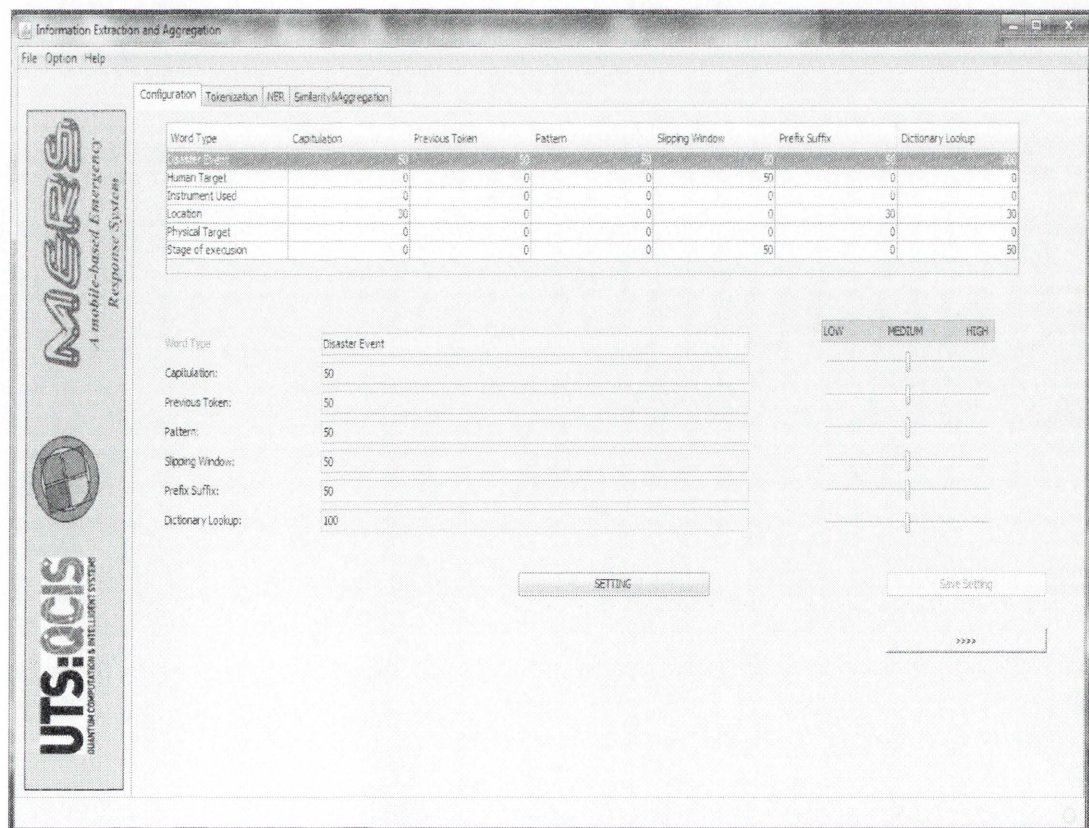 Information Extraction and Aggregation
File Option Help
Configuration Tokenization NER Similarity&Aggregation
Word Type Capitulation Previous Token Pattern Slipping Window Prefix Suffix Dictionary Lookup
Disaster Event 50 50 50 50 50 100
Human Target 0 0 0 50 0 0
Instrument Used 0 0 0 0 0 0
Location 30 0 0 0 30 30
Physical Target 0 0 0 0 0 0
Stage of execusion 0 0 0 50 0 50
LOW MEDIUM HIGH
Word Type Disaster Event
Capitulation: 50
Previous Token: 50
Pattern: 50
Slipping Window: 50
Prefix Suffix: 50
Dictionary Lookup: 100
SETTING Save Setting
>>>>
MERS
A mobile-based Emergency
Response System
UTS:QCIS
QUANTUM COMPUTATION & INTELLIGENT SYSTEMS